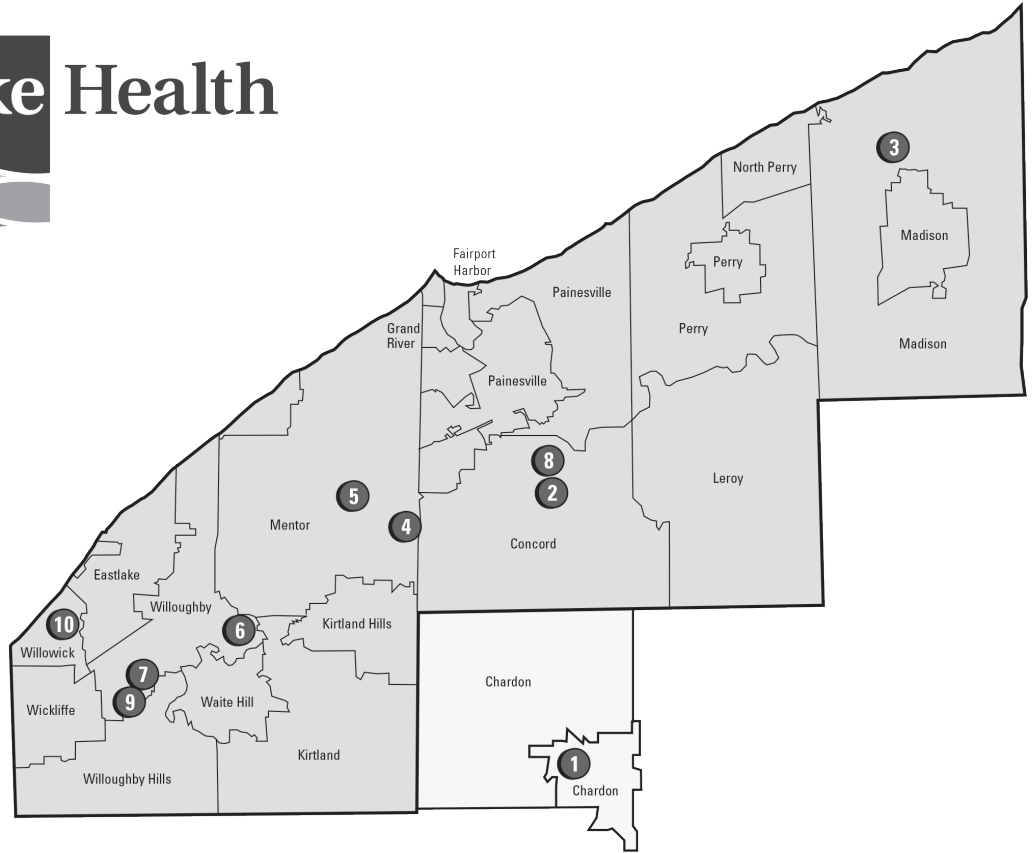 ke Health
3
North Perry
Madison
Perry
Fairport
Harbor
Painesville
Perry
Grand
River
Madison
Painesville
8
2
Leroy
5
4
Mentor
Concord
Eastlake
Willoughby
10
6
Kirtland Hills
Willowick
7
9
Waite Hill
Wickliffe
Chardon
Kirtland
Willoughby Hills
1
Chardon